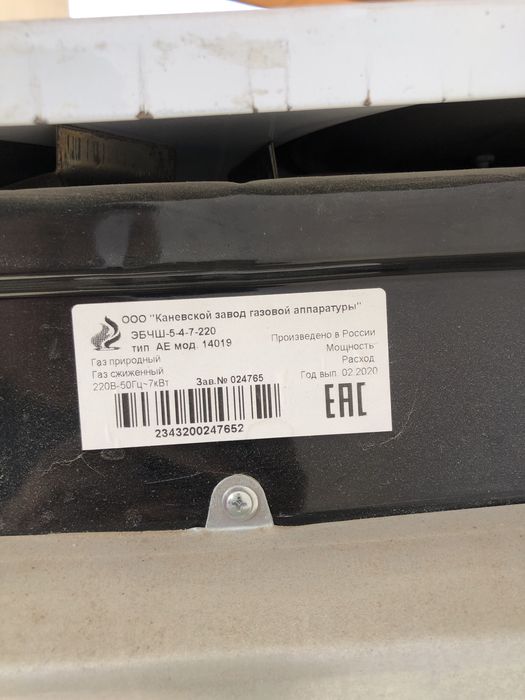 ООО "Каневской завод газовой аппаратуры"
ЭБЧШ-5-4-7-220
тип АЕ мод. 14019
Произведено в России
Газ природный
Мощность
Газ сжиженный
Расход
220В-50Гц~7кВт
Зав.№ 024765
Год вып. 02.2020
EAC
2343200247652